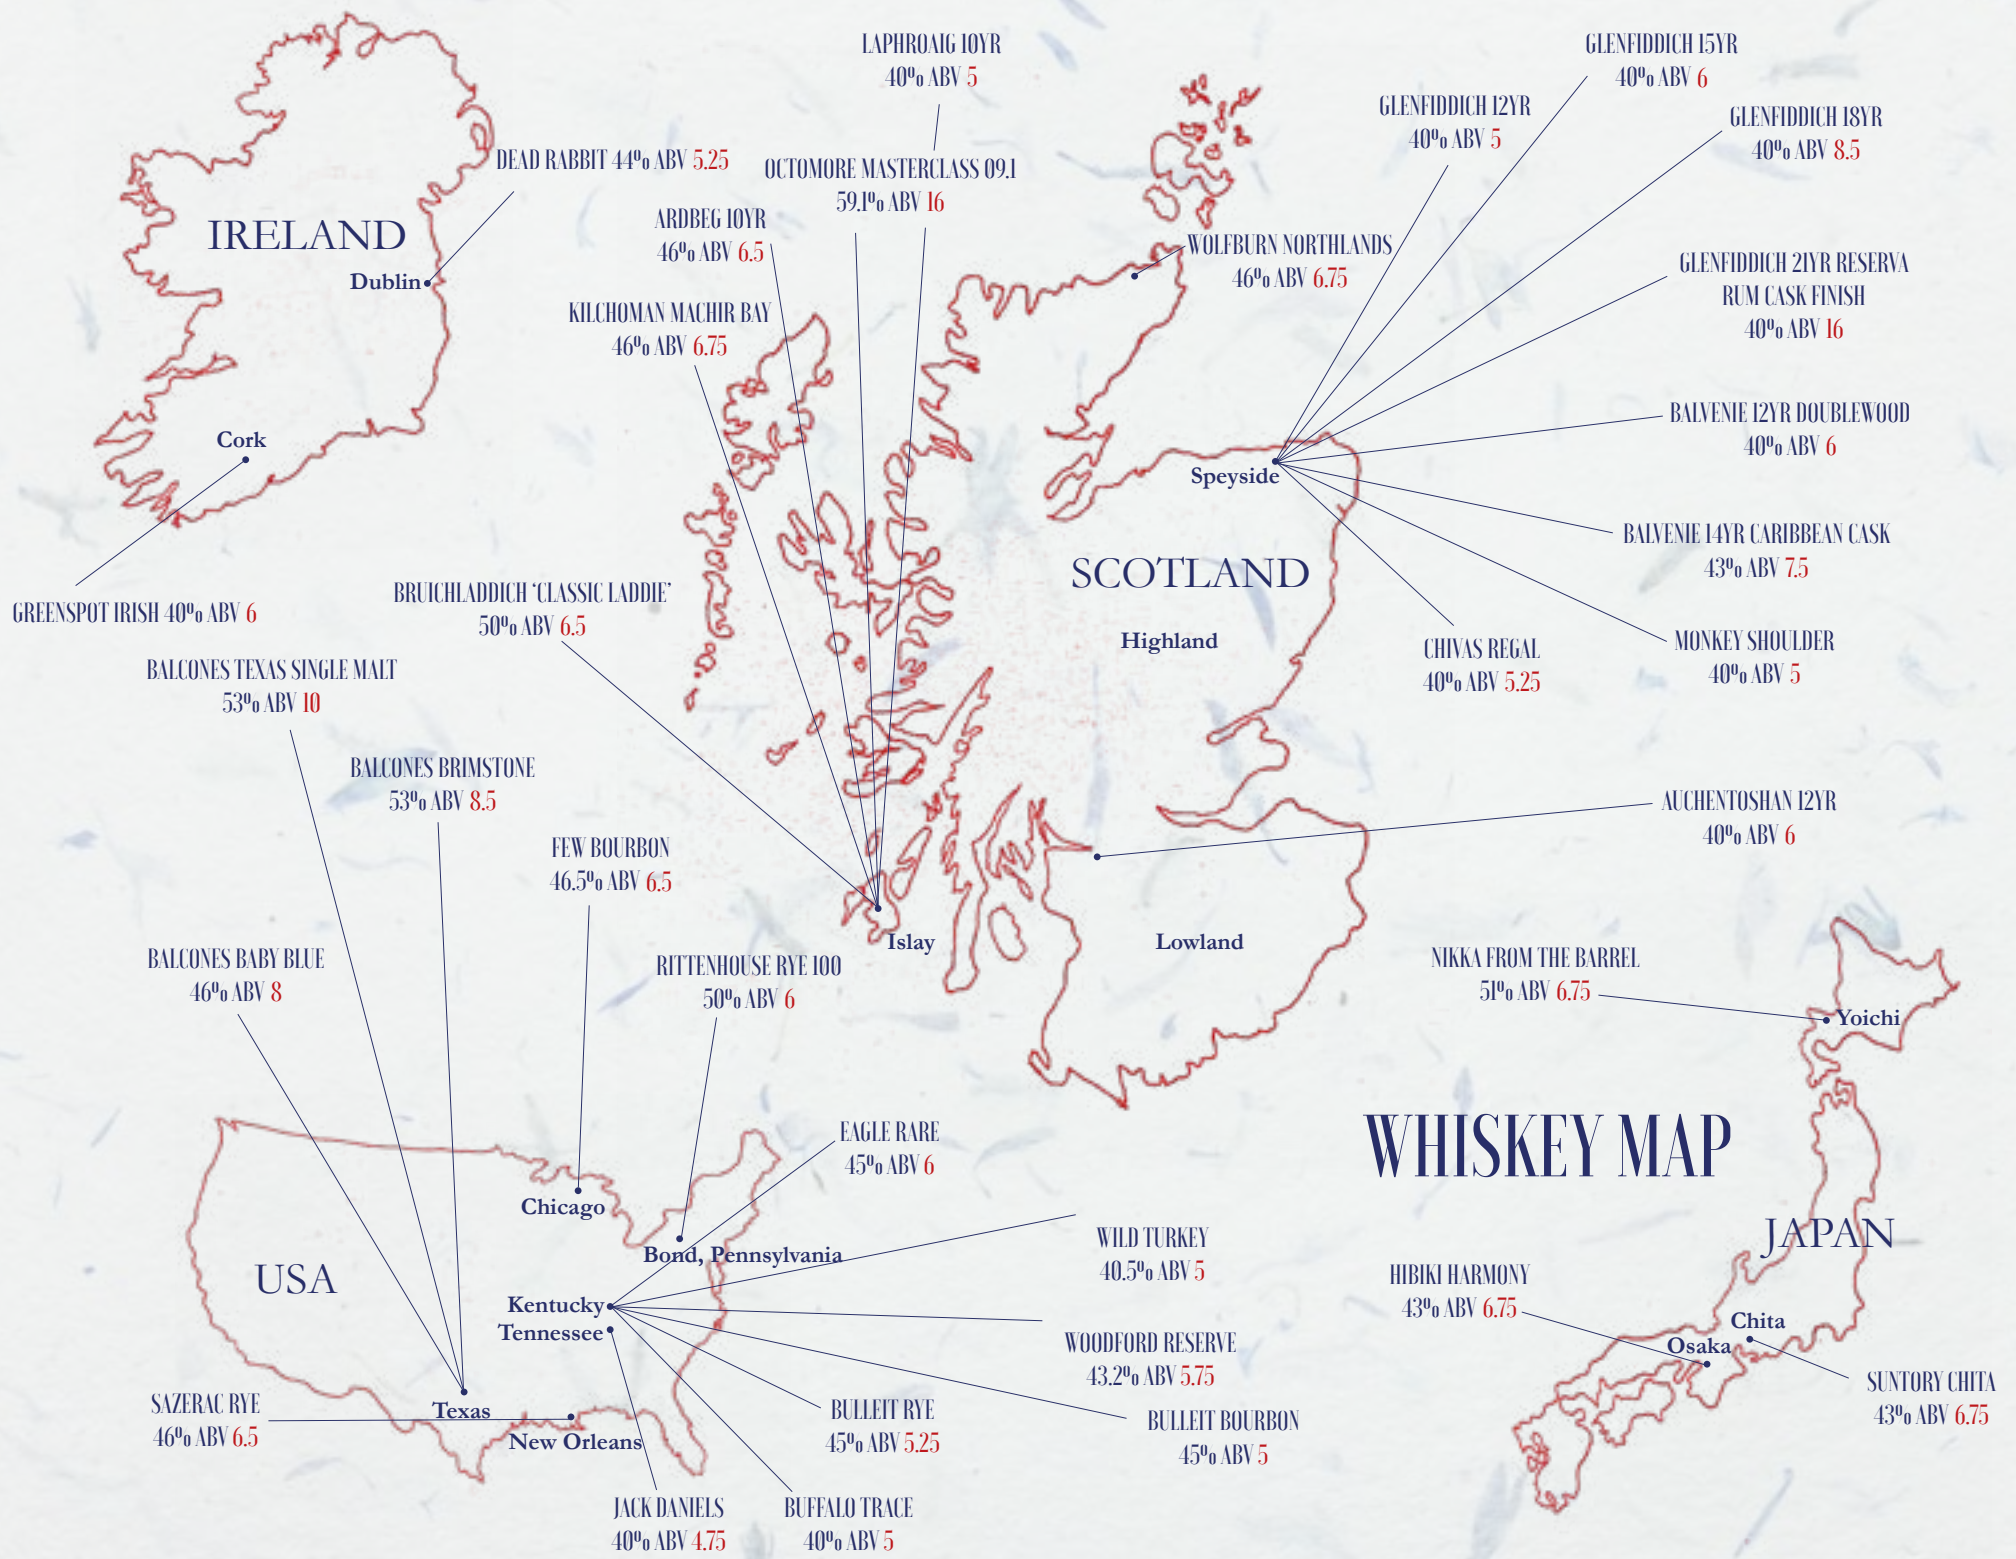 LAPHROAIG 10YR
40% ABV 5
GLENFIDDICH 15YR
40% ABV 6
GLENFIDDICH 12YR
40% ABV 5
GLENFIDDICH 18YR
40% ABV 8.5
DEAD RABBIT 44% ABV 5.25
OCTOMORE MASTERCLASS 09.1
59.1% ABV 16
ARDBEG 10YR
46% ABV 6.5
IRELAND
Dublin
WOLFBURN NORTHLANDS
46% ABV 6.75
GLENFIDDICH 21YR RESERVA
RUM CASK FINISH
40% ABV 16
KILCHOMAN MACHIR BAY
46% ABV 6.75
Cork
BALVENIE 12YR DOUBLEWOOD
40% ABV 6
Speyside
BALVENIE 14YR CARIBBEAN CASK
43% ABV 7.5
SCOTLAND
Highland
GREENSPOT IRISH 40% ABV 6
BRUICHLADDICH ‘CLASSIC LADDIE’
50% ABV 6.5
CHIVAS REGAL
40% ABV 5.25
MONKEY SHOULDER
40% ABV 5
BALCONES TEXAS SINGLE MALT
53% ABV 10
BALCONES BRIMSTONE
53% ABV 8.5
AUCHENTOSHAN 12YR
40% ABV 6
FEW BOURBON
46.5% ABV 6.5
Islay
Lowland
BALCONES BABY BLUE
46% ABV 8
RITTENHOUSE RYE 100
50% ABV 6
NIKKA FROM THE BARREL
51% ABV 6.75
Yoichi
WHISKEY MAP
EAGLE RARE
45% ABV 6
Chicago
Bond, Pennsylvania
USA
Kentucky
Tennessee
WILD TURKEY
40.5% ABV 5
JAPAN
HIBIKI HARMONY
43% ABV 6.75
Chita
Osaka
WOODFORD RESERVE
43.2% ABV 5.75
SUNTORY CHITA
43% ABV 6.75
SAZERAC RYE
46% ABV 6.5
Texas
New Orleans
BULLEIT RYE
45% ABV 5.25
BULLEIT BOURBON
45% ABV 5
JACK DANIELS
40% ABV 4.75
BUFFALO TRACE
40% ABV 5